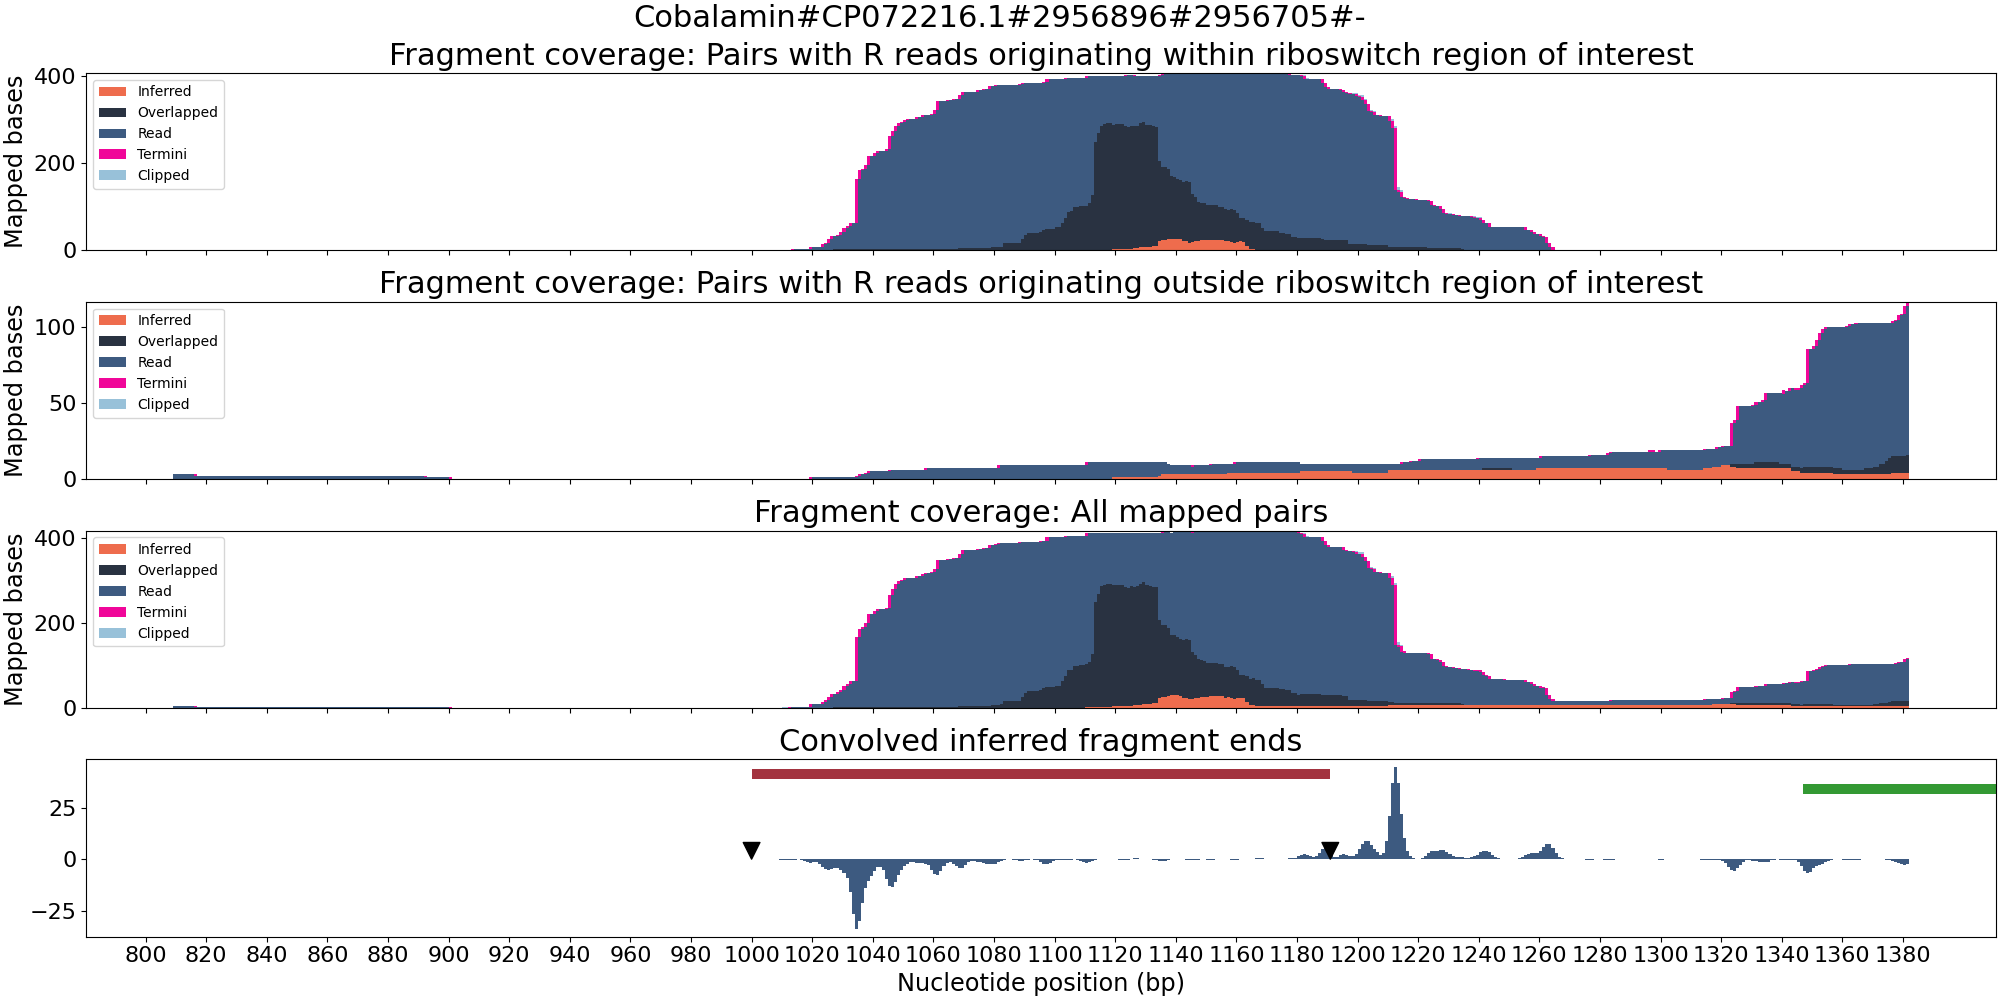 Cobalamin#CP072216.1#2956896#2956705#-
Fragment coverage: Pairs with R reads originating within riboswitch region of interest
Mapped bases
400
200
0
Inferred
Overlapped
Read
Termini
Clipped
Fragment coverage: Pairs with R reads originating outside riboswitch region of interest
Mapped bases
100
50
0
Inferred
Overlapped
Read
Termini
Clipped
Fragment coverage: All mapped pairs
Mapped bases
400
200
0
Inferred
Overlapped
Read
Termini
Clipped
Convolved inferred fragment ends
25
0
−25
800 820 840 860 880 900 920 940 960 980 1000 1020 1040 1060 1080 1100 1120 1140 1160 1180 1200 1220 1240 1260 1280 1300 1320 1340 1360 1380
Nucleotide position (bp)